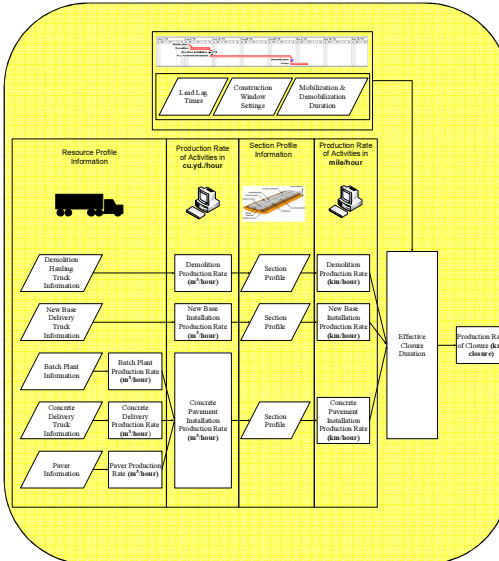 Lead Lag
Times
Construction
Window
Settings
Mobilization &
Demobilization
Duration
Resource Profile
Information
Production Rate
of Activities in
cu.yd./hour
Section Profile
Information
Production Rate
of Activities in
mile/hour
Demolition
Hauling
Truck
Information
Demolition
Production Rate
(m³/hour)
Section
Profile
Demolition
Production Rate
(km/hour)
New Base
Delivery
Truck
Information
New Base
Installation
Production Rate
(m³/hour)
Section
Profile
New Base
Installation
Production Rate
(km/hour)
Batch Plant
Information
Batch Plant
Production Rate
(m³/hour)
Concrete
Delivery
Truck
Information
Concrete
Delivery
Production Rate
(m³/hour)
Paver
Information
Paver Production
Rate (m³/hour)
Concrete
Pavement
Installation
Production Rate
(m³/hour)
Section
Profile
Concrete
Pavement
Installation
Production Rate
(km/hour)
Effective
Closure
Duration
Production Ra
of Closure (k
closure)